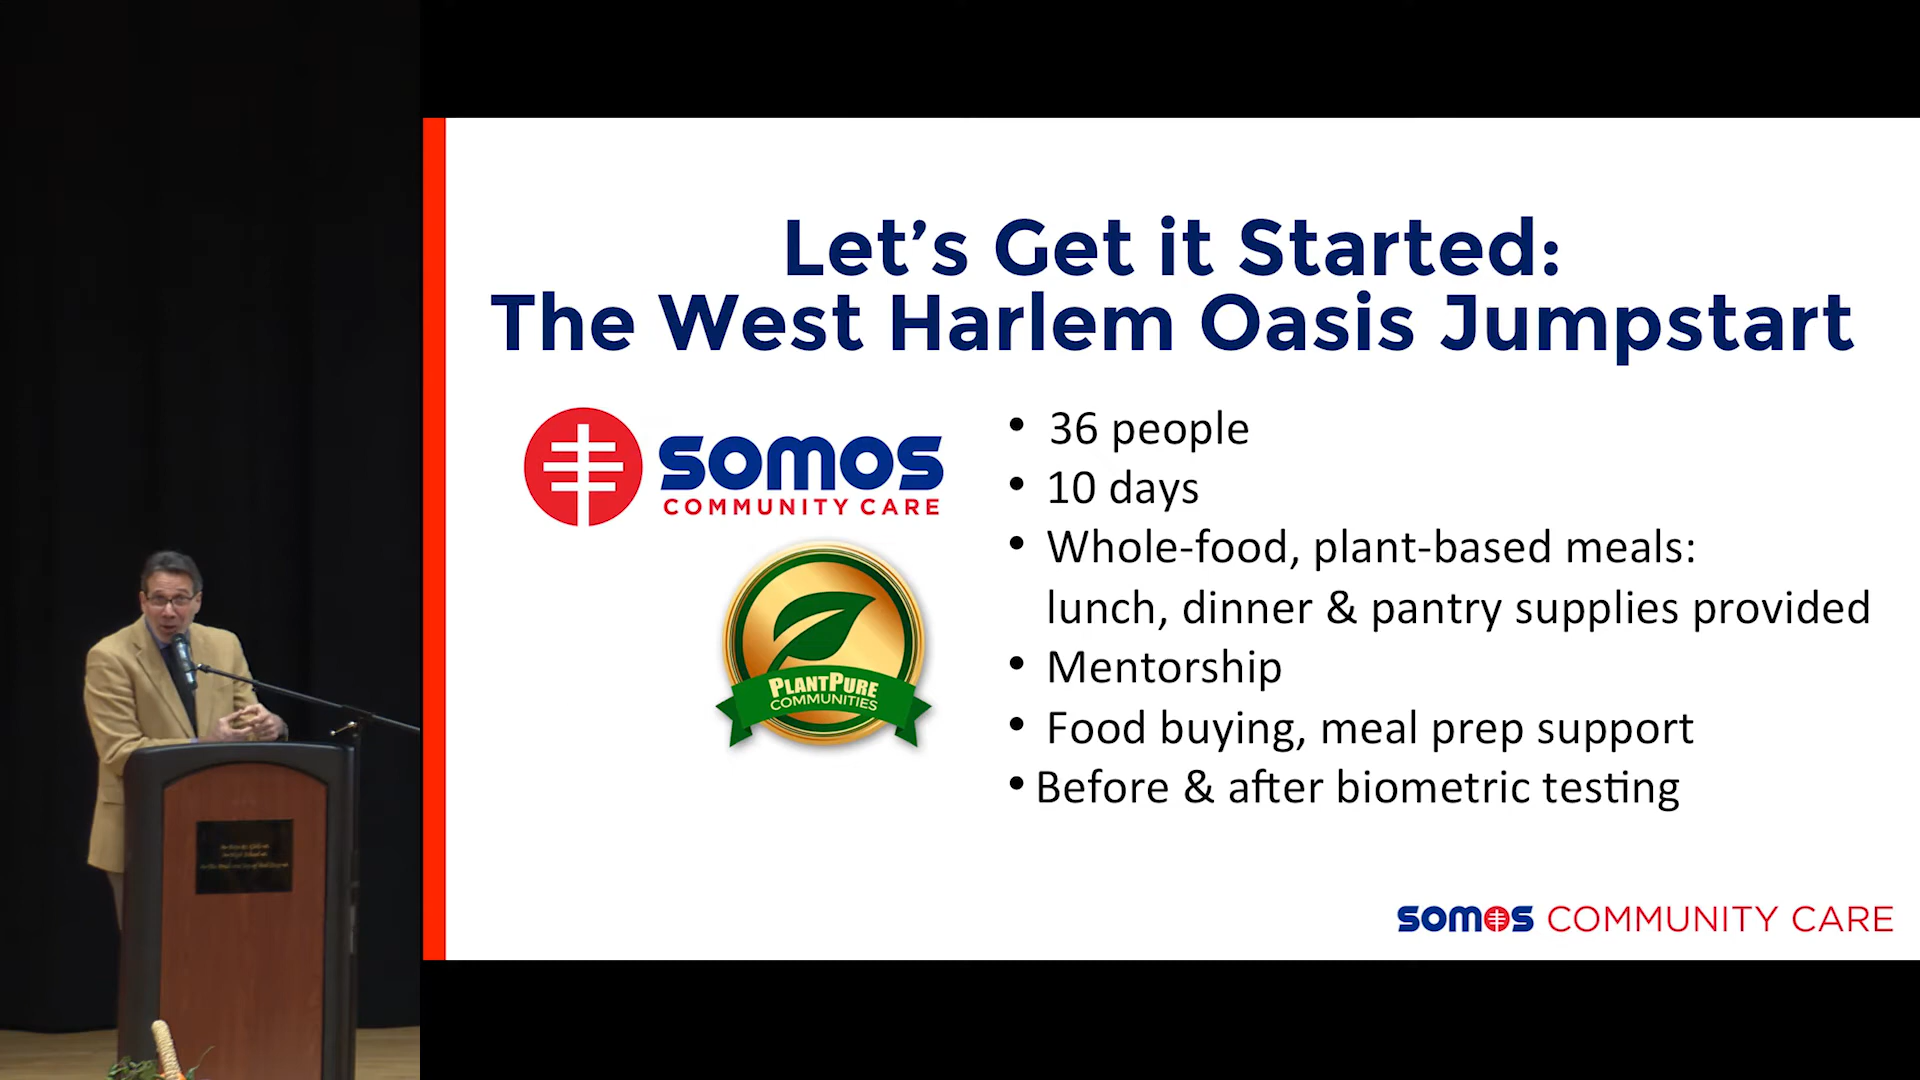 Let's Get it Started:
The West Harlem Oasis Jumpstart
somos
COMMUNITY CARE
PLANTPURE
COMMUNITIES
• 36 people
• 10 days
• Whole-food, plant-based meals:
lunch, dinner & pantry supplies provided
• Mentorship
• Food buying, meal prep support
• Before & after biometric testing
somos COMMUNITY CARE